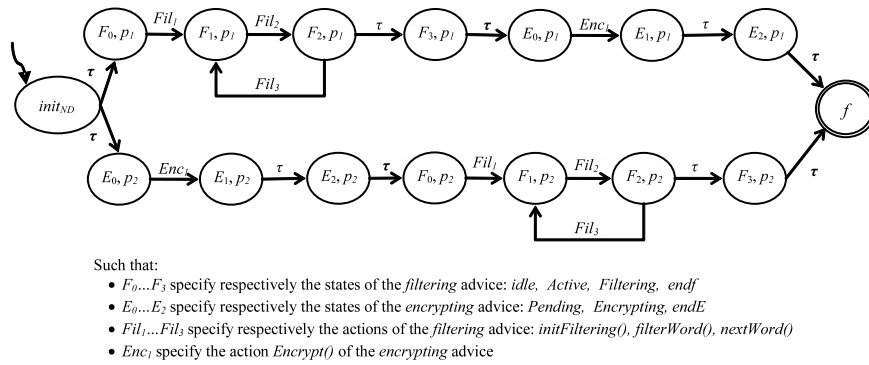 F₀, p₁ Fil₁ F₁, p₁ Fil₂ F₂, p₁ τ F₃, p₁ τ E₀, p₁ Enc₁ E₁, p₁ τ E₂, p₁
τ Fil₃ τ
init_ND f
τ τ
E₀, p₂ Enc₁ E₁, p₂ τ E₂, p₂ τ F₀, p₂ Fil₁ F₁, p₂ Fil₂ F₂, p₂ τ F₃, p₂
Fil₃
Such that:
• F₀...F₃ specify respectively the states of the filtering advice: idle, Active, Filtering, endf
• E₀...E₂ specify respectively the states of the encrypting advice: Pending, Encrypting, endE
• Fil₁...Fil₃ specify respectively the actions of the filtering advice: initFiltering(), filterWord(), nextWord()
• Enc₁ specify the action Encrypt() of the encrypting advice